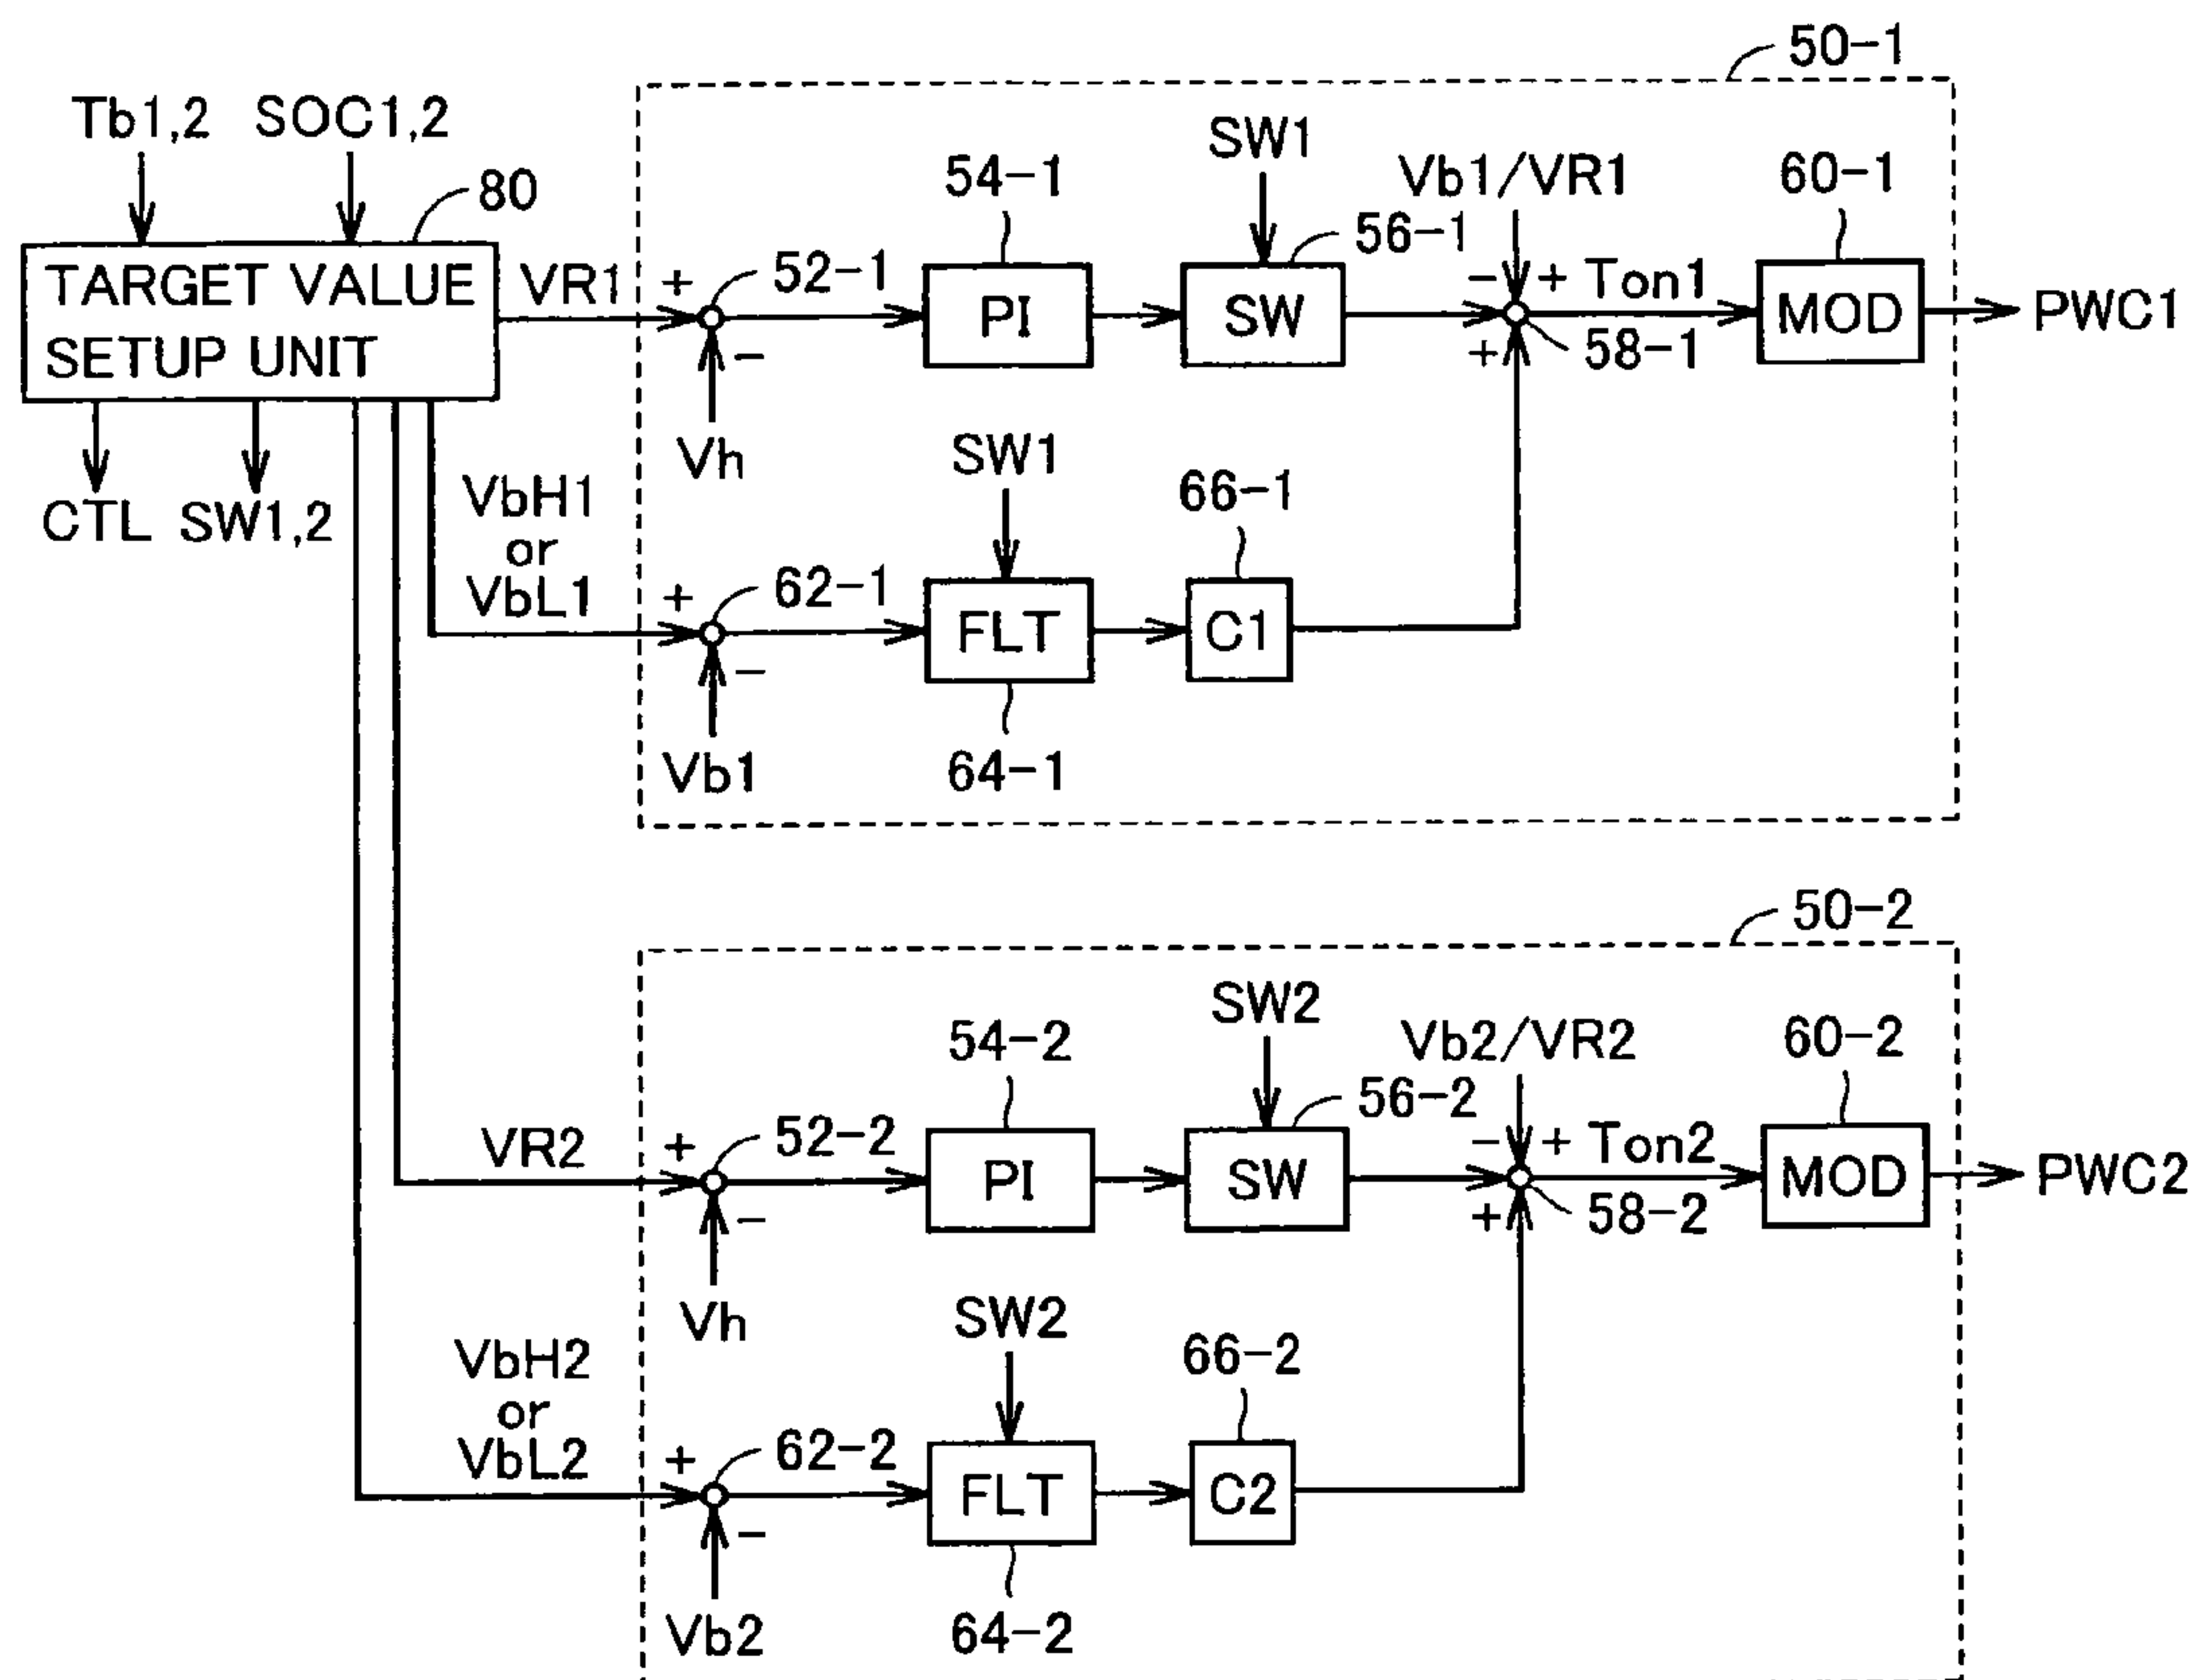 50-1
Tb1,2 SOC1,2
80
TARGET VALUE
SETUP UNIT
CTL SW1,2
VR1 +
52-1
-
Vh
54-1
PI
SW1
56-1
SW
Vb1/VR1
- + Ton1
+ 58-1
60-1
MOD
PWC1
VbH1
or
VbL1
+
62-1
-
Vb1
SW1
FLT
64-1
66-1
C1
50-2
VR2 +
52-2
-
Vh
54-2
PI
SW2
56-2
SW
Vb2/VR2
- + Ton2
+ 58-2
60-2
MOD
PWC2
VbH2
or
VbL2
+
62-2
-
Vb2
SW2
FLT
64-2
66-2
C2